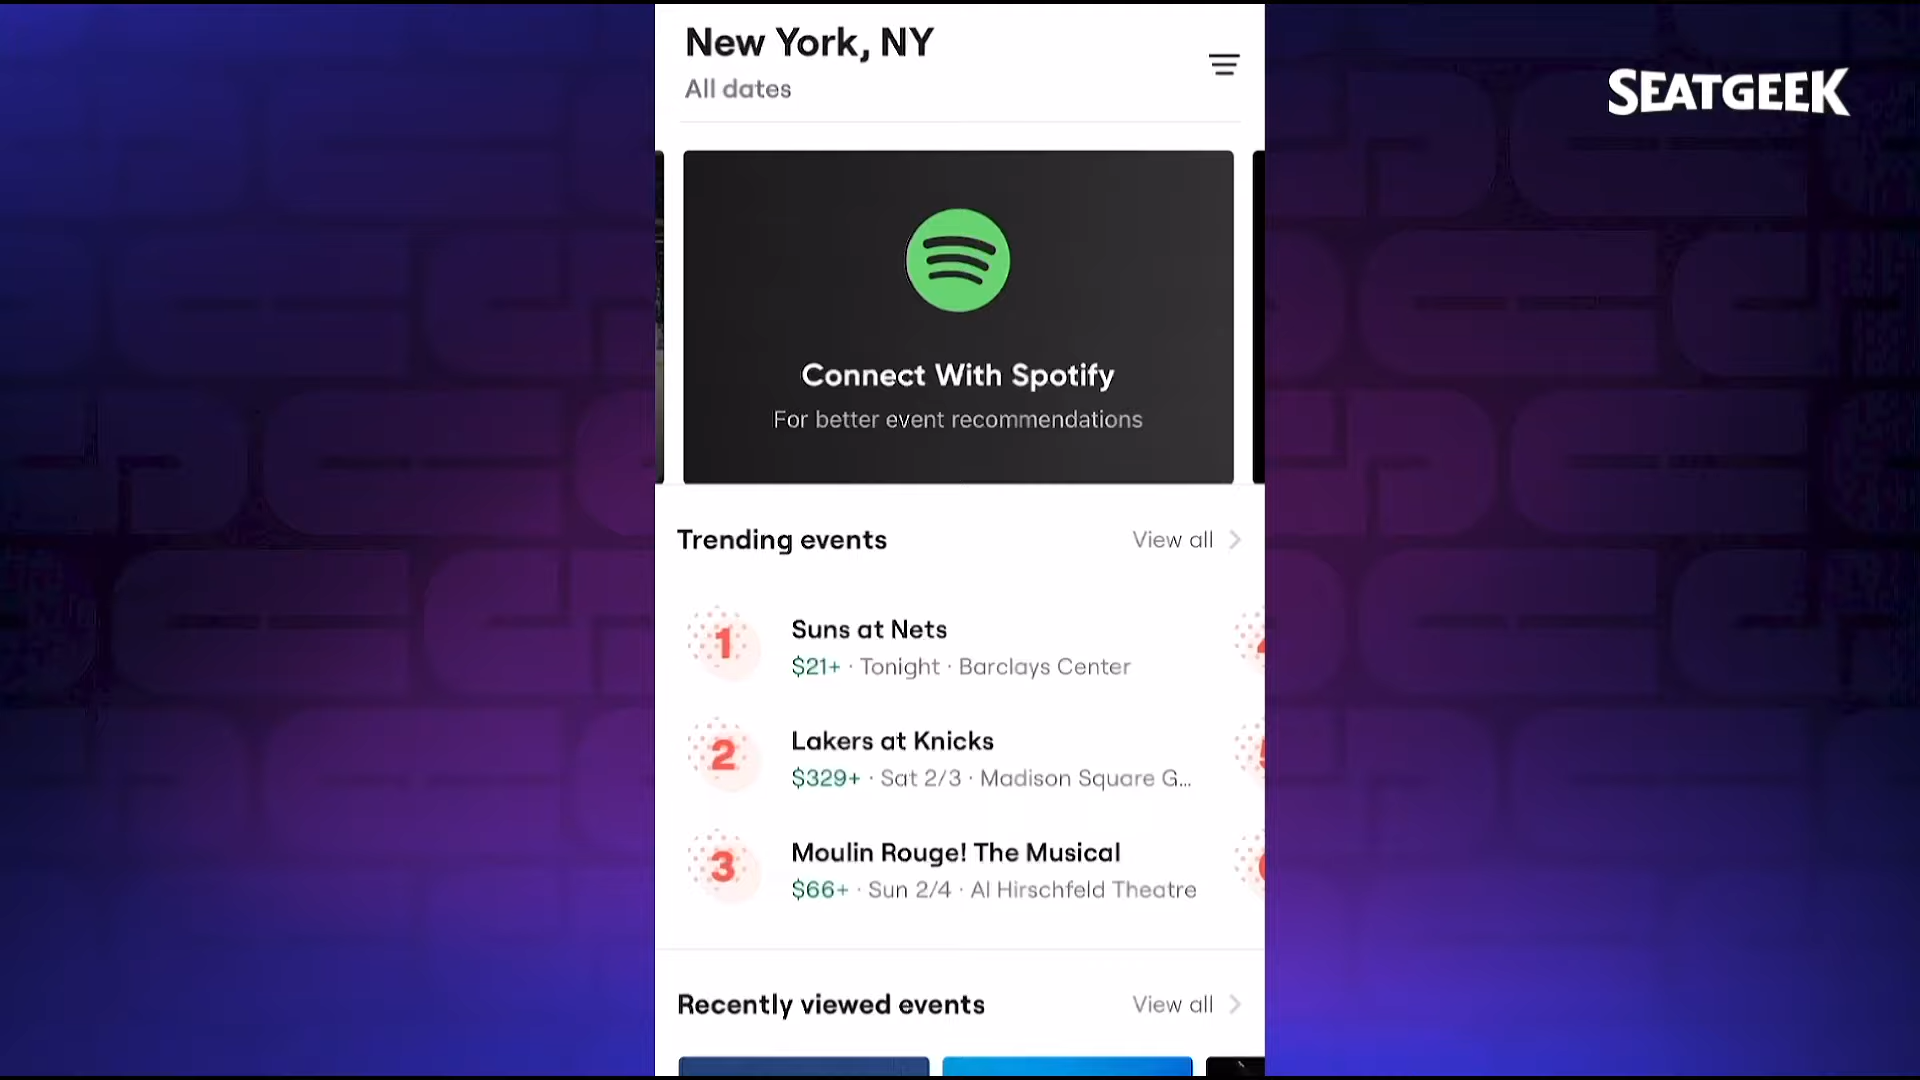 New York, NY
All dates
SEATGEEK
Connect With Spotify
For better event recommendations
Trending events
View all
1
Suns at Nets
$21+ · Tonight · Barclays Center
2
Lakers at Knicks
$329+ · Sat 2/3 · Madison Square G...
3
Moulin Rouge! The Musical
$66+ · Sun 2/4 · Al Hirschfeld Theatre
Recently viewed events
View all